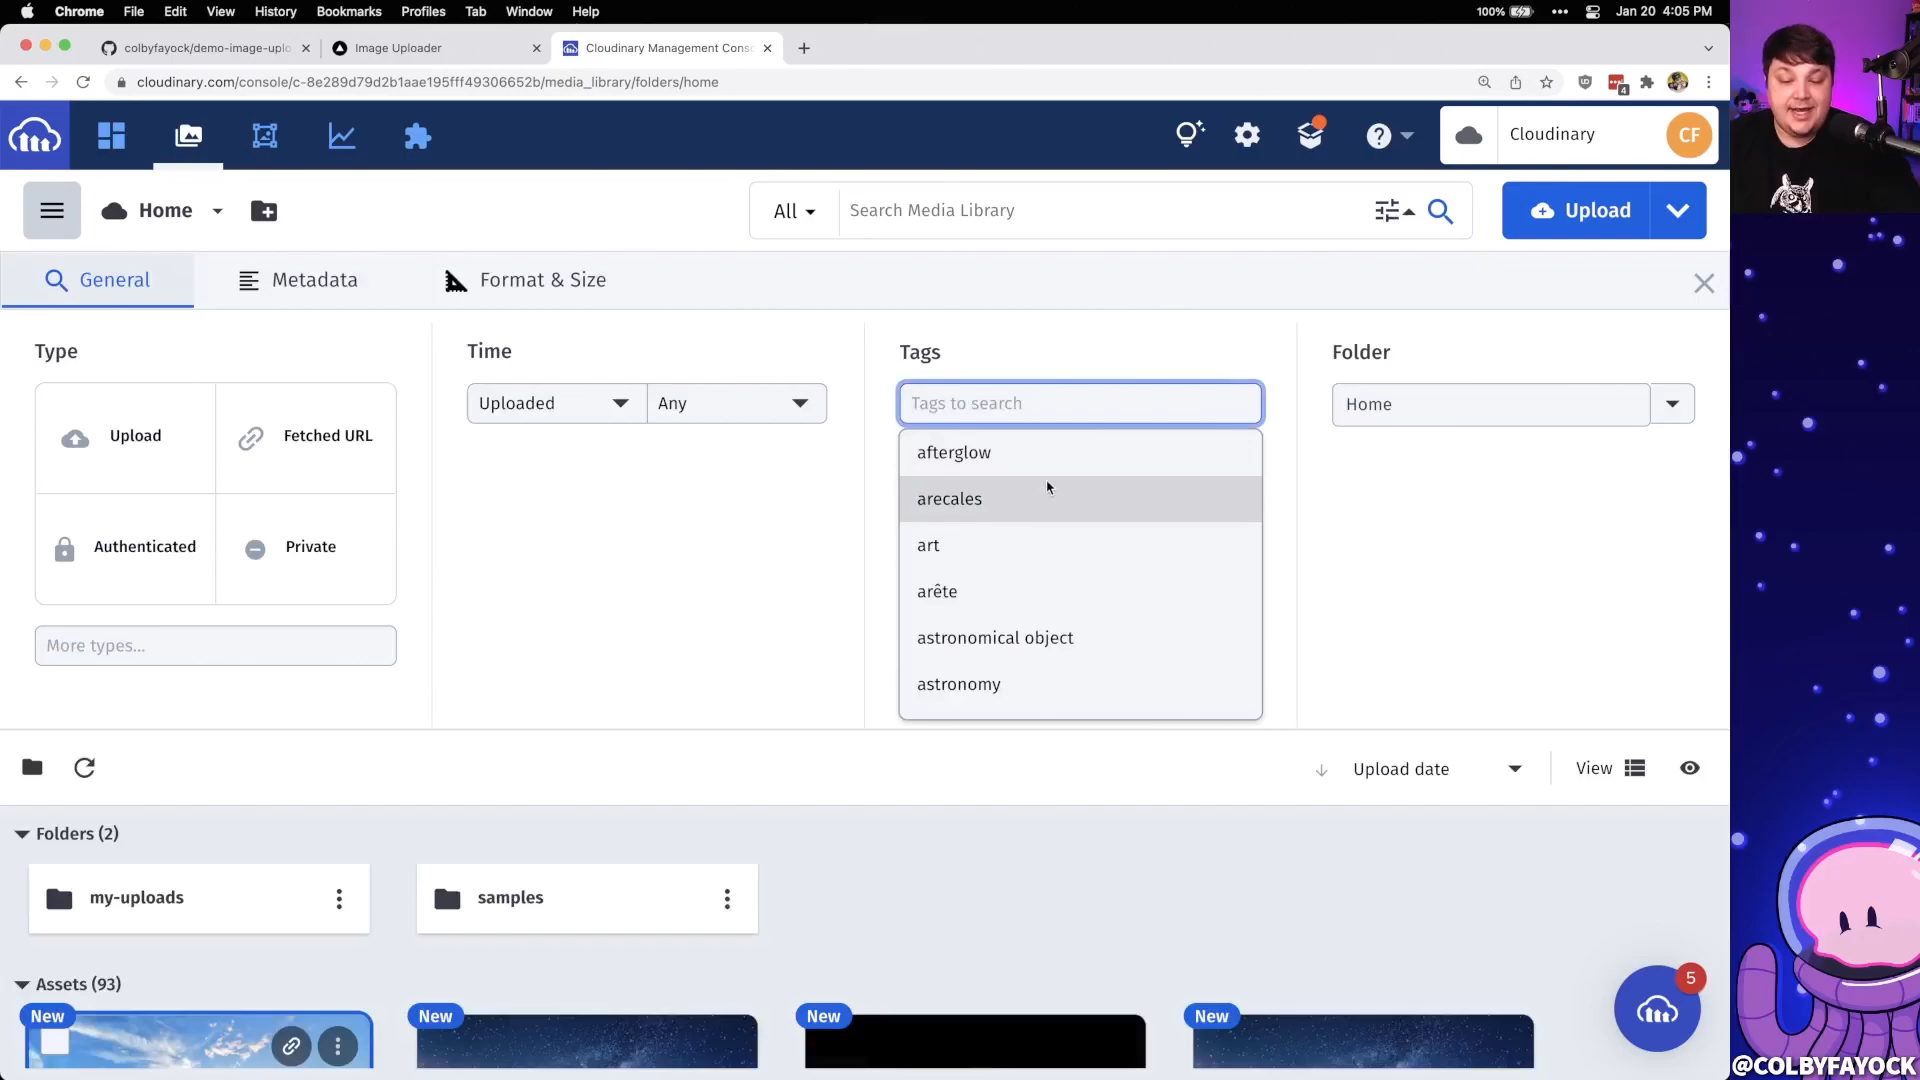 Chrome File Edit View History Bookmarks Profiles Tab Window Help 100% Jan 20 4:05 PM
colbyfayock/demo-image-uplo Image Uploader Cloudinary Management Conso
cloudinary.com/console/c-8e289d79d2b1aae195fff49306652b/media_library/folders/home 4
Cloudinary CF
Home All Search Media Library Upload
General Metadata Format & Size
Type Time Tags Folder
Uploaded Any Tags to search Home
Upload Fetched URL
afterglow
arecales
Authenticated Private
art
arête
More types...
astronomical object
astronomy
Upload date View
Folders (2)
my-uploads samples
Assets (93)
5
New New New New
@COLBYFAYOCK